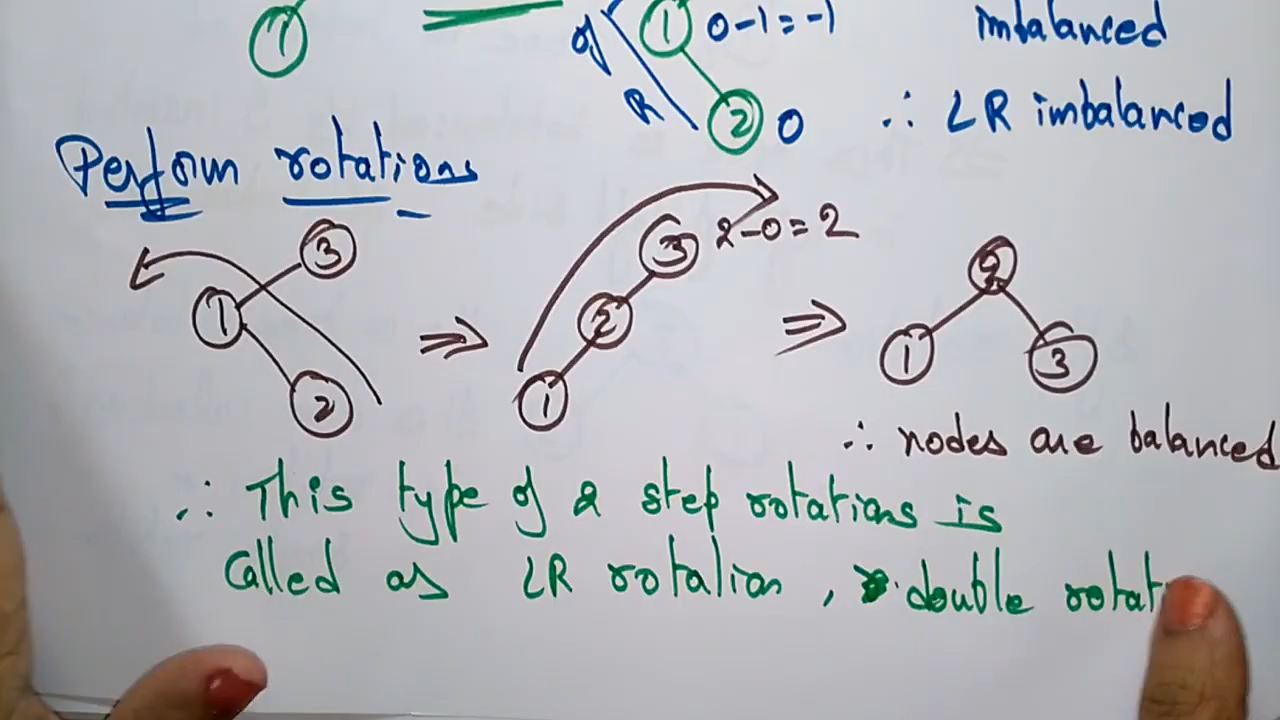 1
of
1 0-1=-1
imbalanced
R
2 0
∴ LR imbalanced
Perform rotations
3
1
2
⇒
3 2-0=2
2
1
⇒
2
1 3
∴ nodes are balanced
∴ This type of 2 step rotations is
Called as LR rotation, double rotat